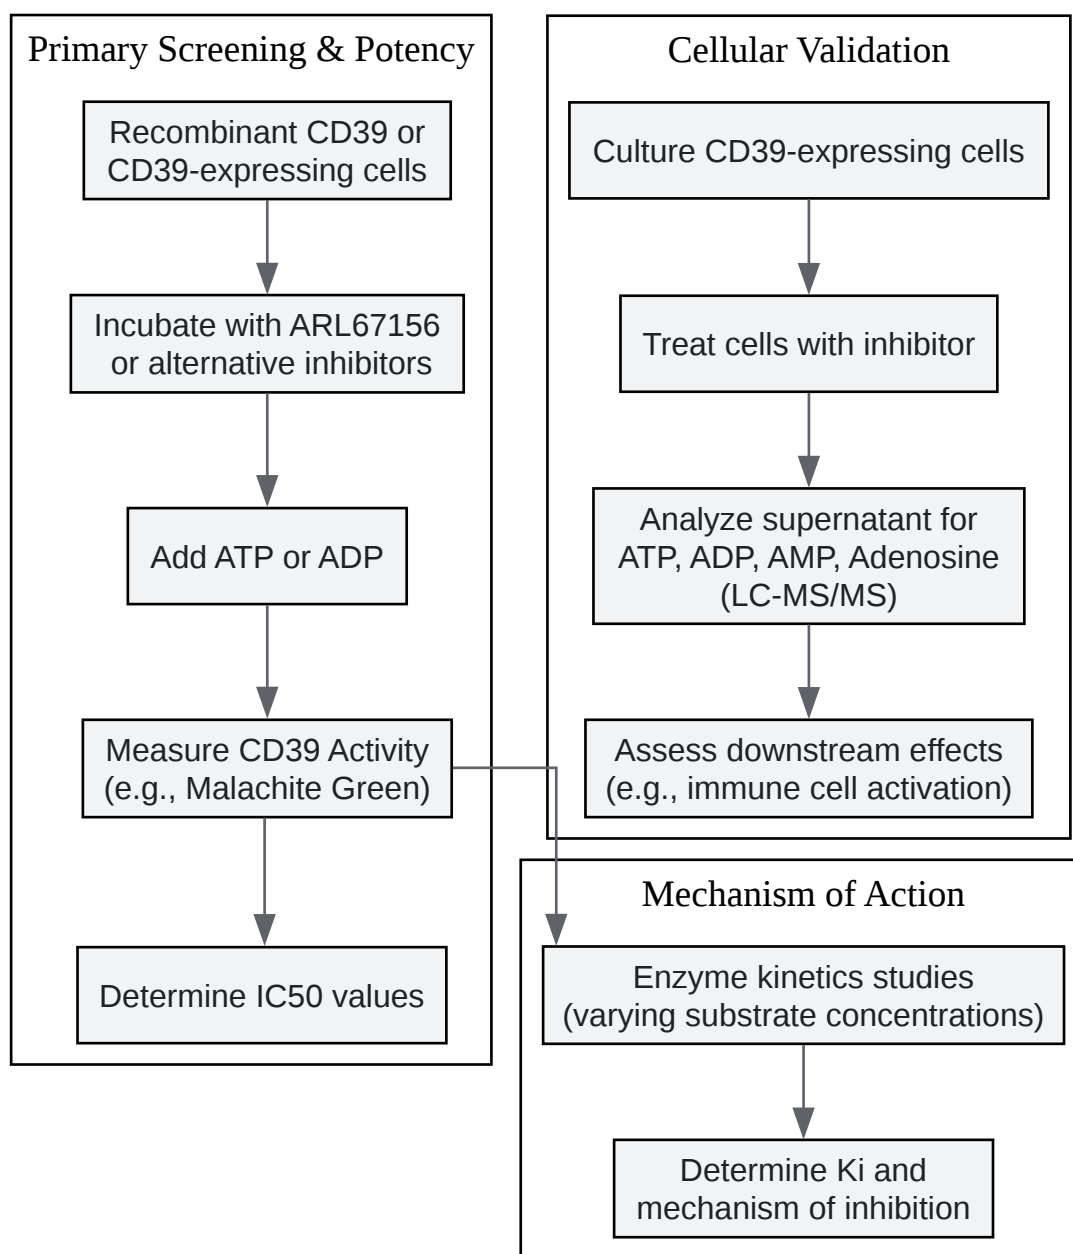 Primary Screening & Potency
Recombinant CD39 or
CD39-expressing cells
Incubate with ARL67156
or alternative inhibitors
Add ATP or ADP
Measure CD39 Activity
(e.g., Malachite Green)
Determine IC50 values
Cellular Validation
Culture CD39-expressing cells
Treat cells with inhibitor
Analyze supernatant for
ATP, ADP, AMP, Adenosine
(LC-MS/MS)
Assess downstream effects
(e.g., immune cell activation)
Mechanism of Action
Enzyme kinetics studies
(varying substrate concentrations)
Determine Ki and
mechanism of inhibition